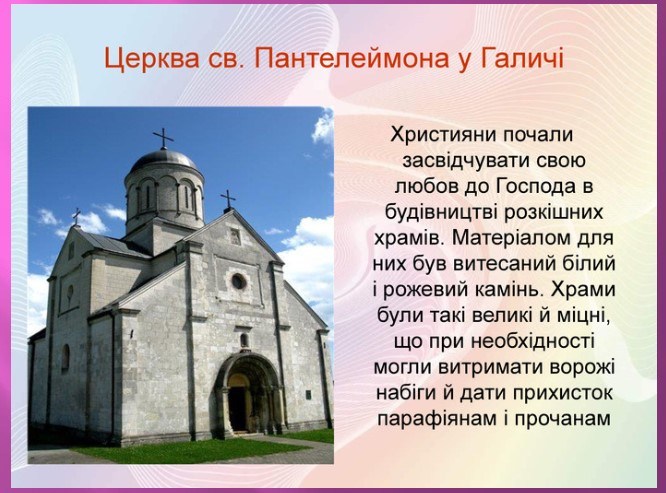 Церква св. Пантелеймона у Галичі
Християни почали
засвідчувати свою
любов до Господа в
будівництві розкішних
храмів. Матеріалом для
них був витесаний білий
і рожевий камінь. Храми
були такі великі й міцні,
що при необхідності
могли витримати ворожі
набіги й дати прихисток
парафіянам і прочанам